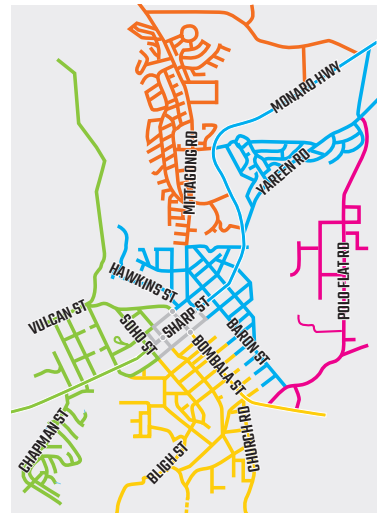 MONARO HWY
YAREEN RD
MITTAGONG RD
POLO FLAT RD
HAWKINS ST
SHARP ST
VULCAN ST
SOHO ST
BARON ST
BOMBALA ST
CHAPMAN ST
BLIGH ST
CHURCH RD